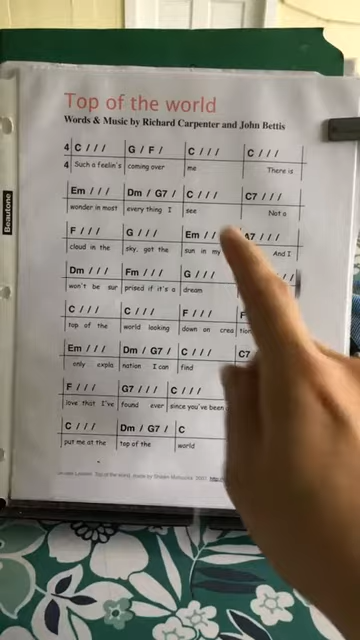 Top of the world
Words & Music by Richard Carpenter and John Bettis
4 C / / / G / F / C / / / C / / /
4 Such a feelin's coming over me There is
Em / / / Dm / G7 / C / / / C7 / / /
wonder in most every thing I see Not a
F / / / G / / / Em / / A7 / / /
cloud in the sky, got the sun in my And I
Dm / / / Fm / / / G / / / / /
won't be sur prised if it's a dream
C / / / C / / / F / / / F
top of the world looking down on crea tion
Em / / / Dm / G7 / C / / / C7
only expla nation I can find
F / / / G7 / / / C / / /
love that I've found ever since you've been
C / / / Dm / G7 / C
put me at the top of the world
Beautone